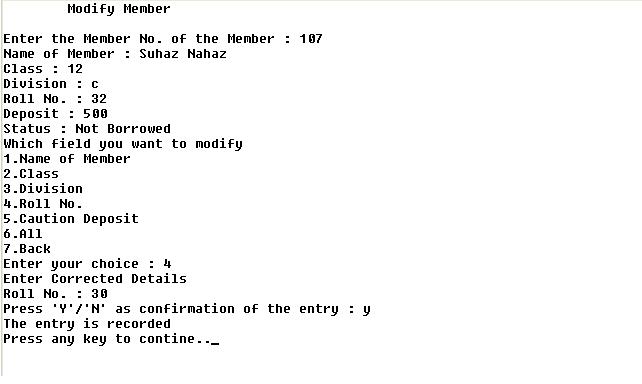 Modify Member
Enter the Member No. of the Member : 107
Name of Member : Suhaz Nahaz
Class : 12
Division : c
Roll No. : 32
Deposit : 500
Status : Not Borrowed
Which field you want to modify
1.Name of Member
2.Class
3.Division
4.Roll No.
5.Caution Deposit
6.All
7.Back
Enter your choice : 4
Enter Corrected Details
Roll No. : 30
Press 'Y'/'N' as confirmation of the entry : y
The entry is recorded
Press any key to contine.._